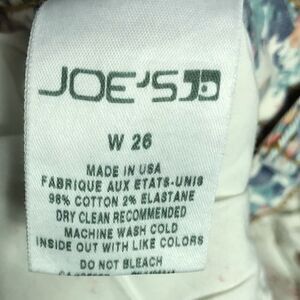 JOE'S
W 26
MADE IN USA
FABRIQUE AUX ETATS-UNIS
98% COTTON 2% ELASTANE
DRY CLEAN RECOMMENDED
MACHINE WASH COLD
INSIDE OUT WITH LIKE COLORS
DO NOT BLEACH